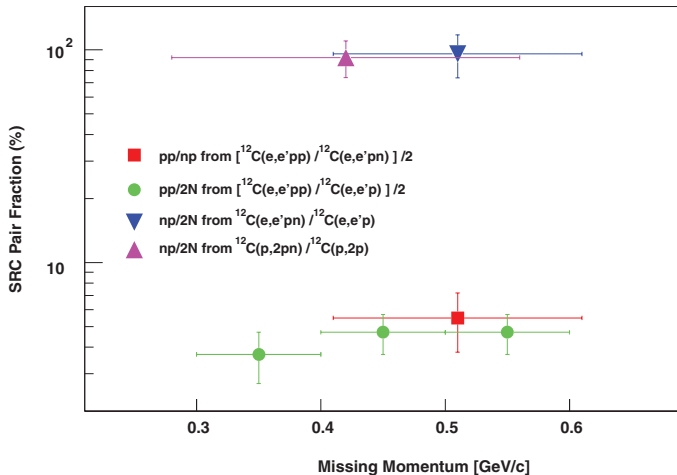 10²
SRC Pair Fraction (%)
pp/np from [¹²C(e,e'pp) /¹²C(e,e'pn) ] /2
pp/2N from [¹²C(e,e'pp) /¹²C(e,e'p) ] /2
np/2N from ¹²C(e,e'pn) /¹²C(e,e'p)
np/2N from ¹²C(p,2pn) /¹²C(p,2p)
10
0.3 0.4 0.5 0.6
Missing Momentum [GeV/c]